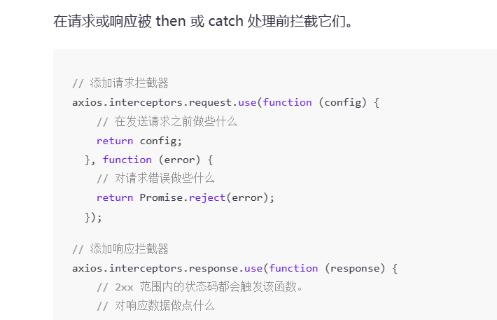 在请求或响应被 then 或 catch 处理前拦截它们。
// 添加请求拦截器
axios.interceptors.request.use(function (config) {
// 在发送请求之前做些什么
return config;
}, function (error) {
// 对请求错误做些什么
return Promise.reject(error);
});
// 添加响应拦截器
axios.interceptors.response.use(function (response) {
// 2xx 范围内的状态码都会触发该函数。
// 对响应数据做点什么